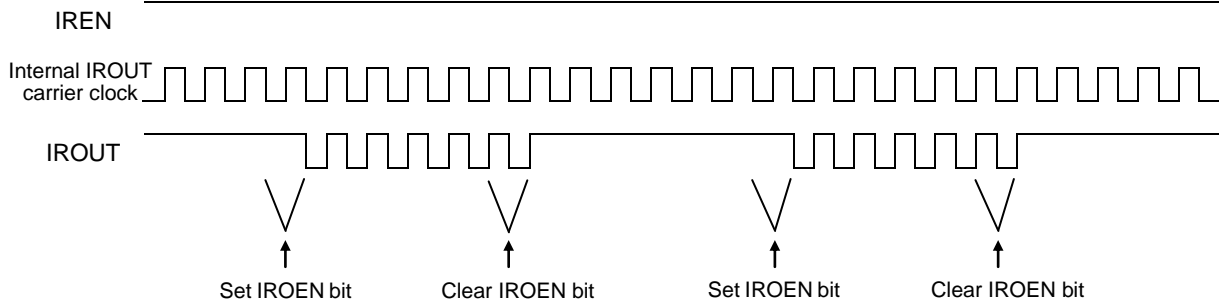 IREN
Internal IROUT
carrier clock
IROUT
Set IROEN bit
Clear IROEN bit
Set IROEN bit
Clear IROEN bit